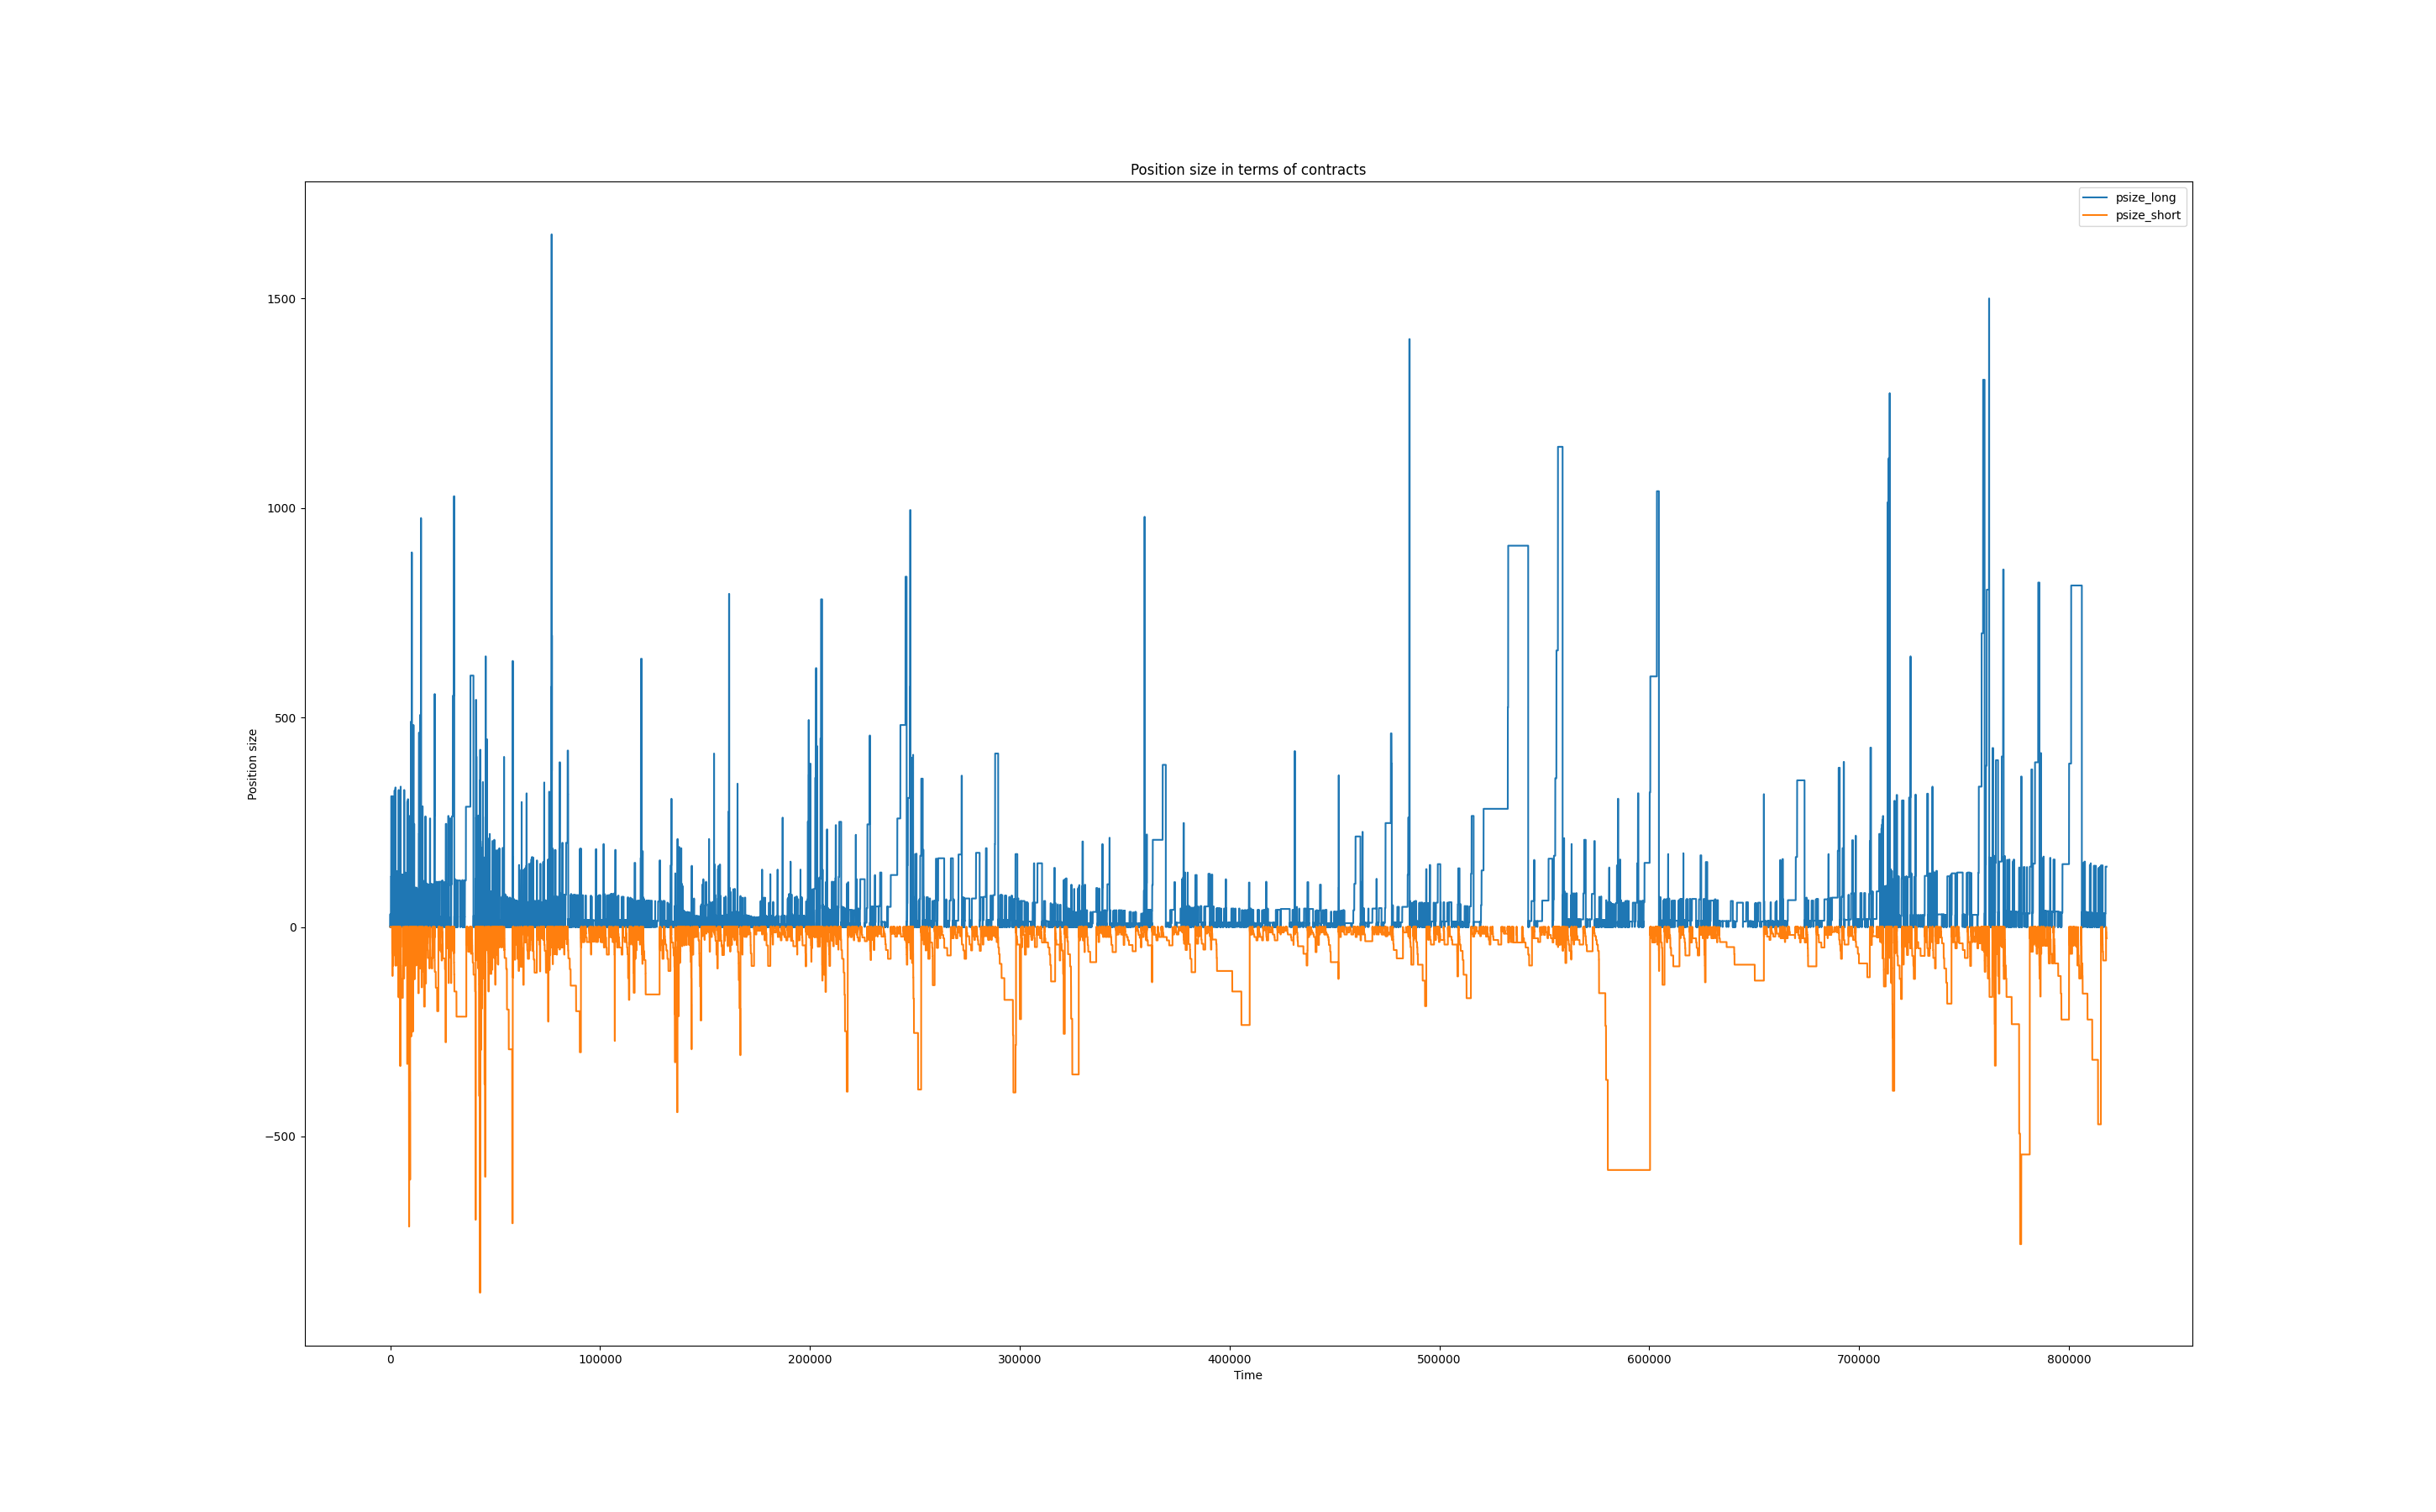 Position size in terms of contracts
psize_long
psize_short
1500
1000
500
0
−500
Position size
0 100000 200000 300000 400000 500000 600000 700000 800000
Time